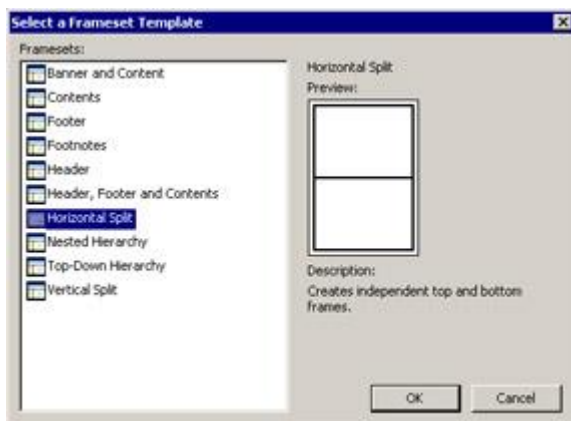 Select a Frameset Template
Framesets:
Banner and Content
Contents
Footer
Footnotes
Header
Header, Footer and Contents
Horizontal Split
Nested Hierarchy
Top-Down Hierarchy
Vertical Split
Horizontal Split
Preview:
Description:
Creates independent top and bottom
frames.
OK
Cancel